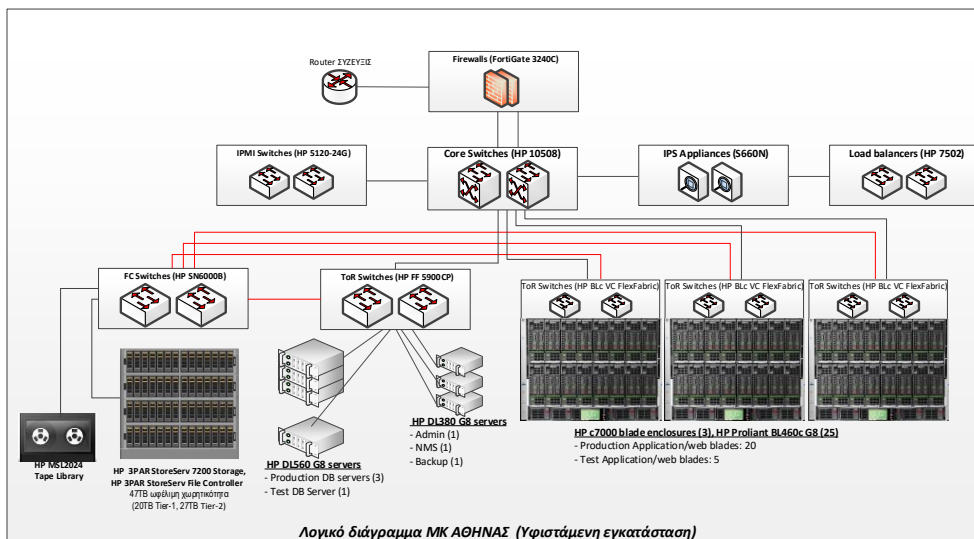 Firewalls (FortiGate 3240C)
Router ΣΥΖΕΥΞΙΣ
IPMI Switches (HP 5120-24G)
Core Switches (HP 10508)
IPS Appliances (S660N)
Load balancers (HP 7502)
FC Switches (HP SN6000B)
ToR Switches (HP FF 5900CP)
ToR Switches (HP BLc VC FlexFabric)
ToR Switches (HP BLc VC FlexFabric)
ToR Switches (HP BLc VC FlexFabric)
HP MSL2024
Tape Library
HP 3PAR StoreServ 7200 Storage,
HP 3PAR StoreServ File Controller
47TB ωφέλιμη χωρητικότητα
(20TB Tier-1, 27TB Tier-2)
HP DL560 G8 servers
- Production DB servers (3)
- Test DB Server (1)
HP DL380 G8 servers
- Admin (1)
- NMS (1)
- Backup (1)
HP c7000 blade enclosures (3), HP Proliant BL460c G8 (25)
- Production Application/web blades: 20
- Test Application/web blades: 5
Λογικό διάγραμμα ΜΚ ΑΘΗΝΑΣ (Υφιστάμενη εγκατάσταση)